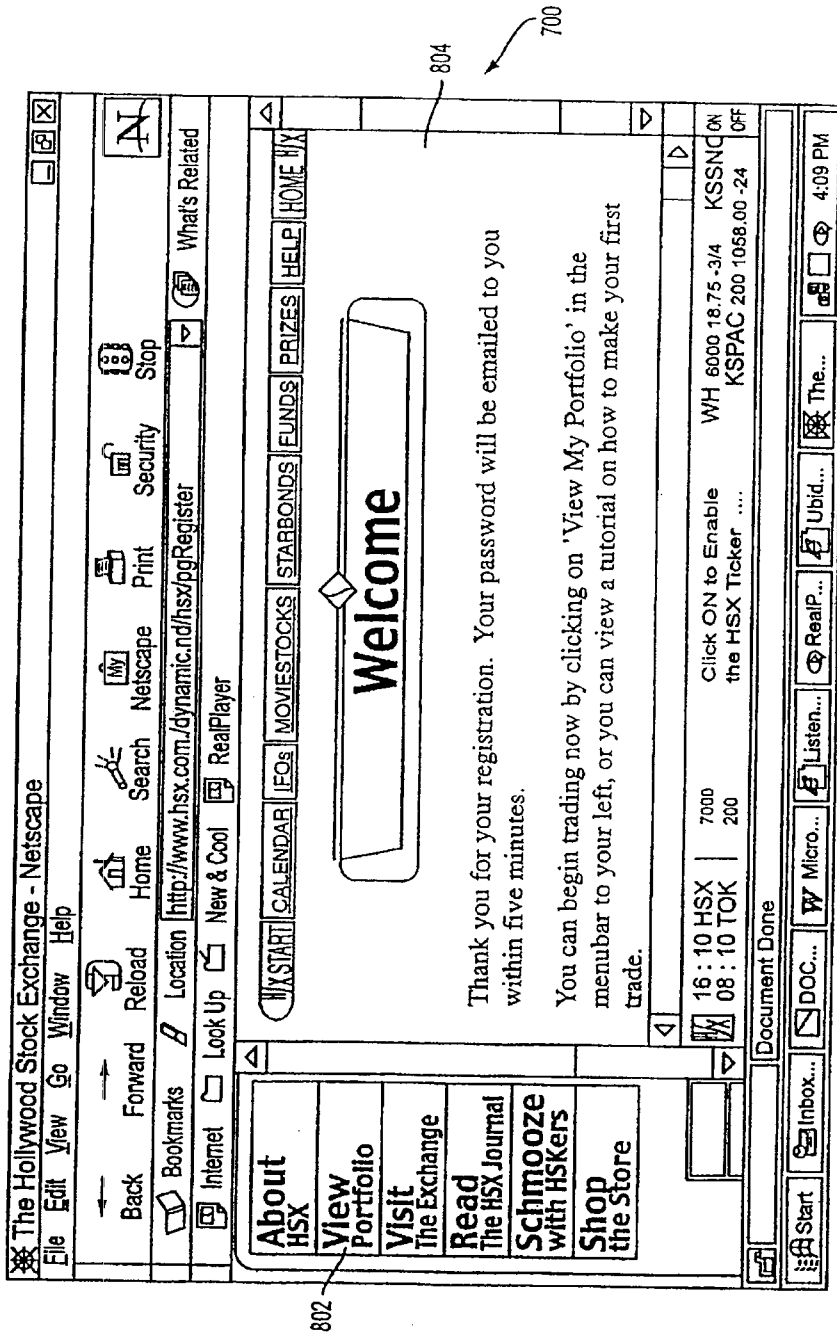 The Hollywood Stock Exchange - Netscape
File Edit View Go Window Help
Back Forward Reload Home Search Netscape Print Security Stop
My
N
Bookmarks Location http://www.hsx.com./dynamic.nd/hsx/pgRegister What's Related
Internet Look Up New & Cool RealPlayer
About
HSX
View
Portfolio
Visit
The Exchange
Read
The HSX Journal
Schmooze
with HSKers
Shop
the Store
802
H/X START CALENDAR IFOs MOVIESTOCKS STARBONDS FUNDS PRIZES HELP HOME H/X
Welcome
Thank you for your registration. Your password will be emailed to you
within five minutes.
You can begin trading now by clicking on 'View My Portfolio' in the
menubar to your left, or you can view a tutorial on how to make your first
trade.
804
700
H/X 16 : 10 HSX 7000 Click ON to Enable WH 6000 18.75 -3/4 KSSNC ON
08 : 10 TOK 200 the HSX Ticker .... KSPAC 200 1058.00 -24 OFF
Document Done
Start Inbox... DOC... W Micro... Listen... RealP... Ubid... The... 4:09 PM